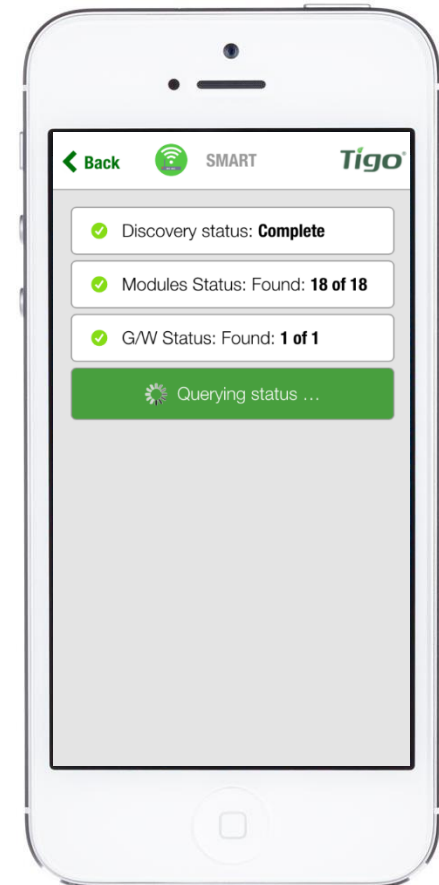 Back
SMART
Tigo
Discovery status: Complete
Modules Status: Found: 18 of 18
G/W Status: Found: 1 of 1
Querying status …